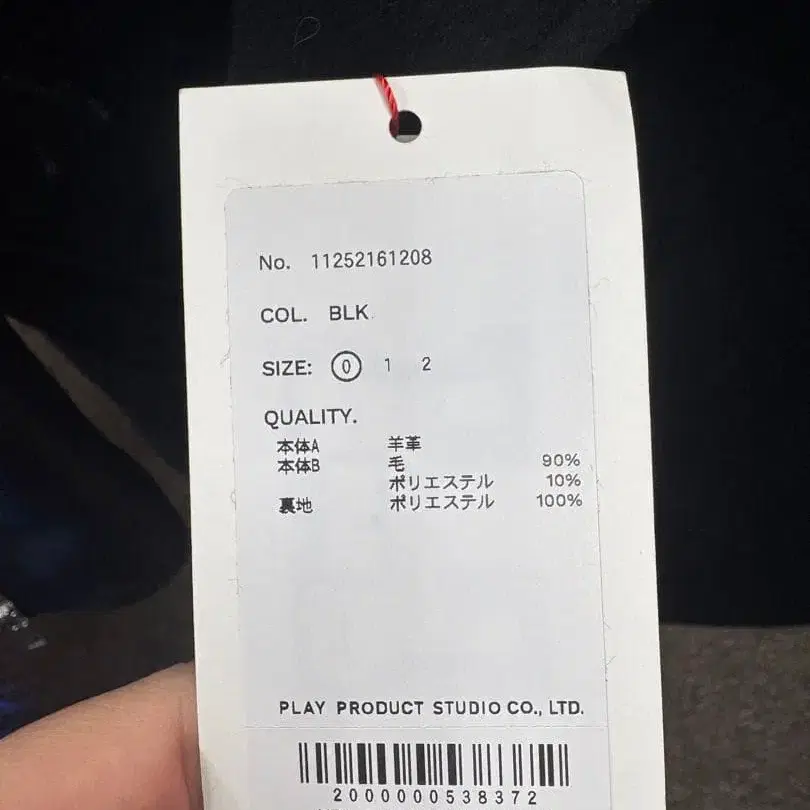 No. 11252161208
COL. BLK
SIZE: 0 1 2
QUALITY.
本体A 羊革
本体B 毛 90%
ポリエステル 10%
裏地 ポリエステル 100%
PLAY PRODUCT STUDIO CO., LTD.
2000000538372